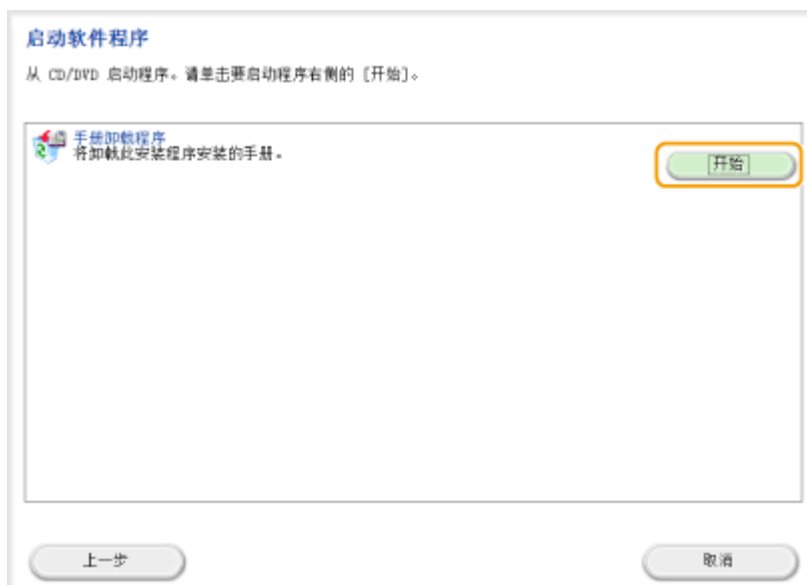 启动软件程序
从 CD/DVD 启动程序。请单击要启动程序右侧的 [开始]。
手册卸载程序
将卸载此安装程序安装的手册。
开始
上一步
取消